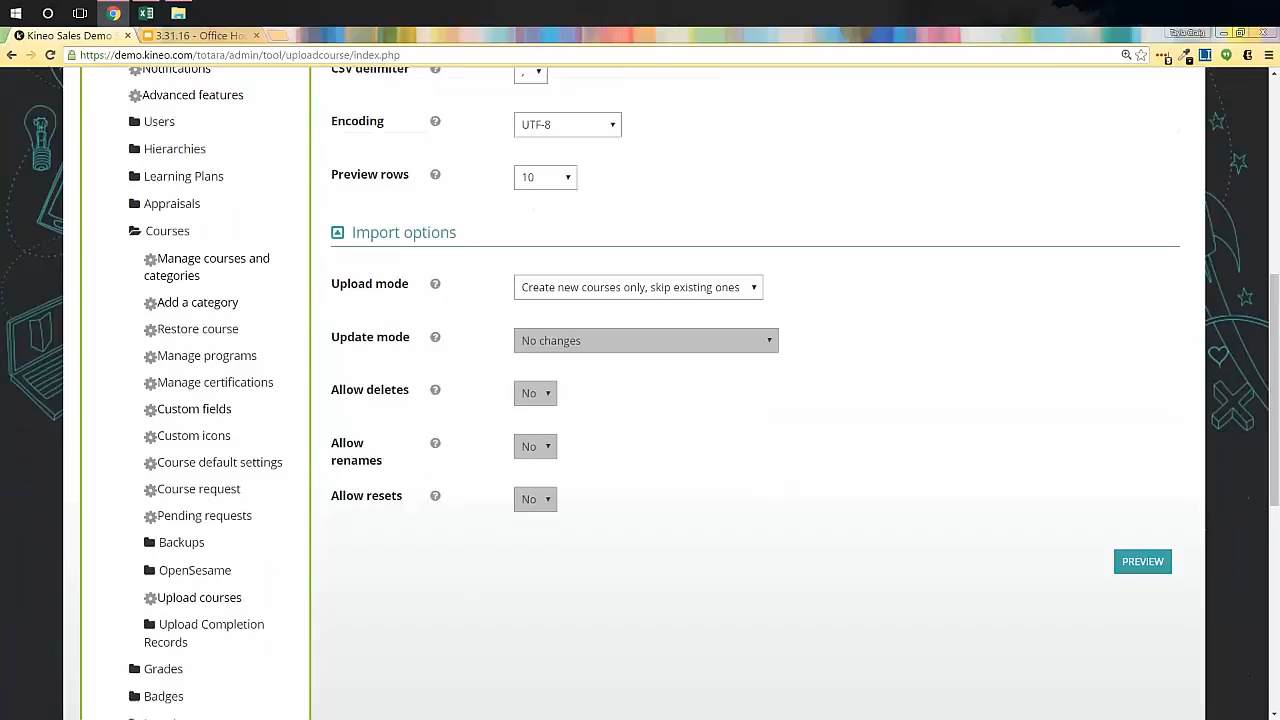 Kineo Sales Demo
3.31.16 - Office Ho
Tayla Craig
https://demo.kineo.com/totara/admin/tool/uploadcourse/index.php
Notifications
Advanced features
Users
Hierarchies
Learning Plans
Appraisals
Courses
Manage courses and
categories
Add a category
Restore course
Manage programs
Manage certifications
Custom fields
Custom icons
Course default settings
Course request
Pending requests
Backups
OpenSesame
Upload courses
Upload Completion
Records
Grades
Badges
CSV delimiter
,
Encoding
UTF-8
Preview rows
10
Import options
Upload mode
Create new courses only, skip existing ones
Update mode
No changes
Allow deletes
No
Allow
renames
No
Allow resets
No
PREVIEW